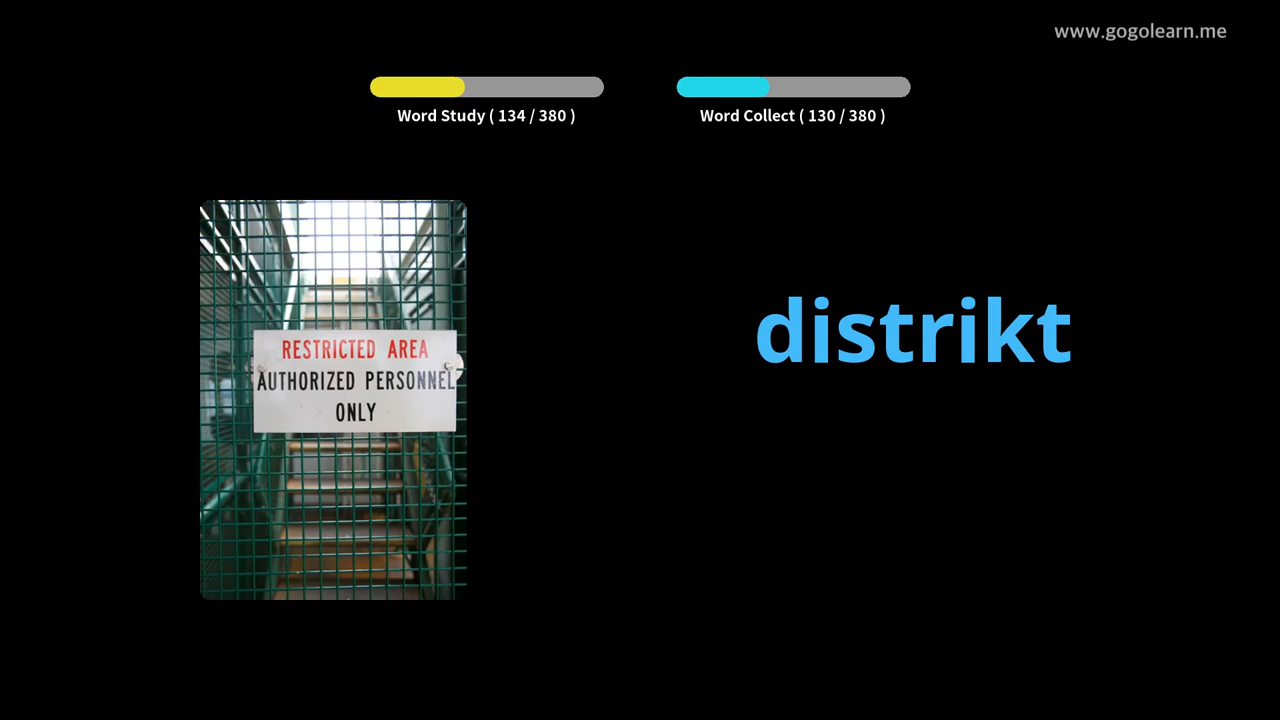 www.gogolearn.me
Word Study ( 134 / 380 )
Word Collect ( 130 / 380 )
RESTRICTED AREA
AUTHORIZED PERSONNEL
ONLY
distrikt